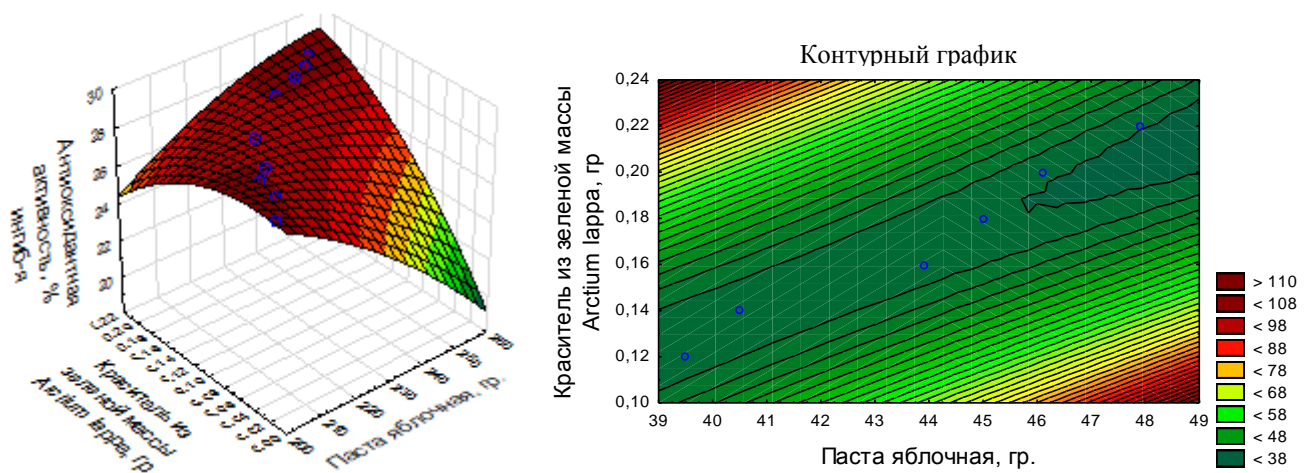 30
28
26
24
22
20
Антиоксидантная
активность, %
ингиб-я
Краситель из
зеленой массы
Arctium lappa, гр
Паста яблочная, гр.
Контурный график
0,24
0,22
0,20
0,18
0,16
0,14
0,12
0,10
Краситель из зеленой массы
Arctium lappa, гр
39 40 41 42 43 44 45 46 47 48 49
Паста яблочная, гр.
> 110
< 108
< 98
< 88
< 78
< 68
< 58
< 48
< 38